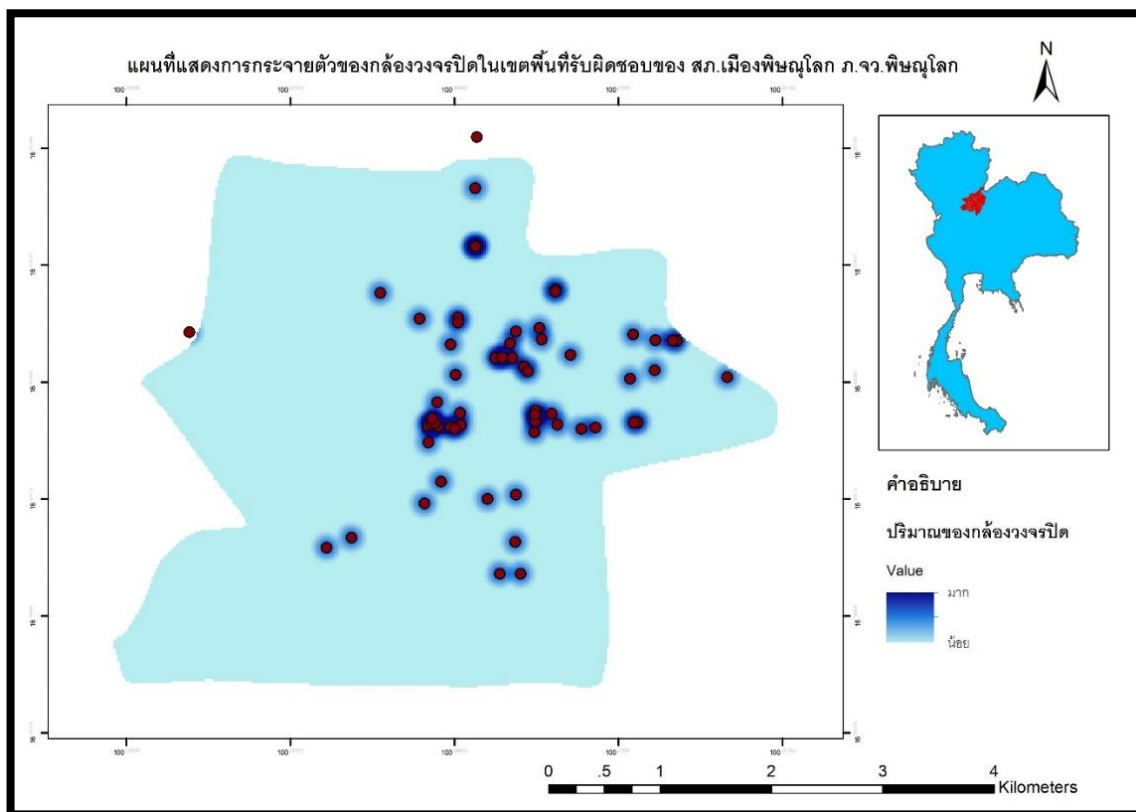 แผนที่แสดงการกระจายตัวของกล้องวงจรปิดในเขตพื้นที่รับผิดชอบของ สภ.เมืองพิษณุโลก ภ.จว.พิษณุโลก
N
คำอธิบาย
ปริมาณของกล้องวงจรปิด
Value
มาก
น้อย
0 .5 1 2 3 4
Kilometers